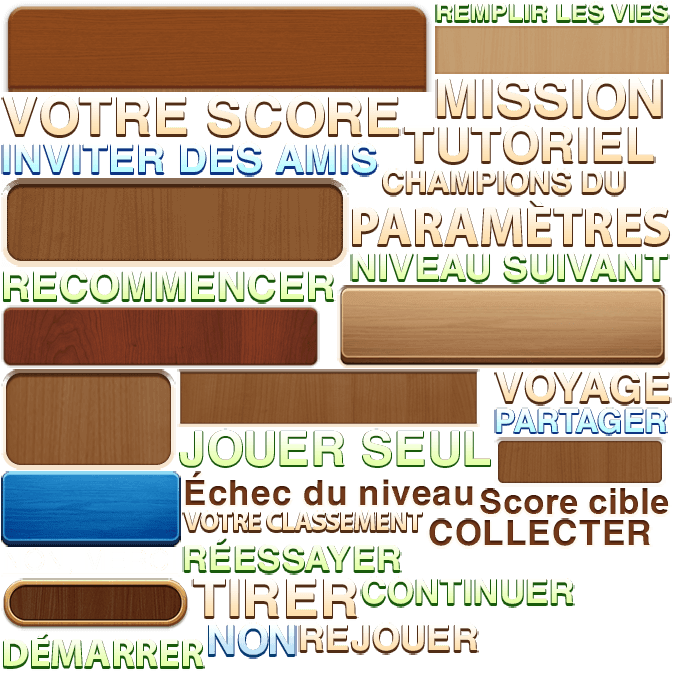 REMPLIR LES VIES
VOTRE SCORE
MISSION
TUTORIEL
INVITER DES AMIS
CHAMPIONS DU
PARAMÈTRES
NIVEAU SUIVANT
RECOMMENCER
VOYAGE
PARTAGER
JOUER SEUL
Échec du niveau
Score cible
VOTRE CLASSEMENT
COLLECTER
RÉESSAYER
TIRER
CONTINUER
NON
REJOUER
DÉMARRER